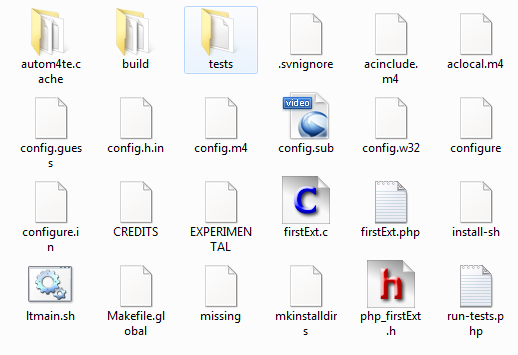 autom4te.c
ache
build
tests
.svnignore
acinclude.
m4
aclocal.m4
config.gues
s
config.h.in
config.m4
video
config.sub
config.w32
configure
configure.i
n
CREDITS
EXPERIMEN
TAL
C
firstExt.c
firstExt.php
install-sh
ltmain.sh
Makefile.gl
obal
missing
mkinstalldir
s
h
php_firstExt
.h
run-tests.p
hp